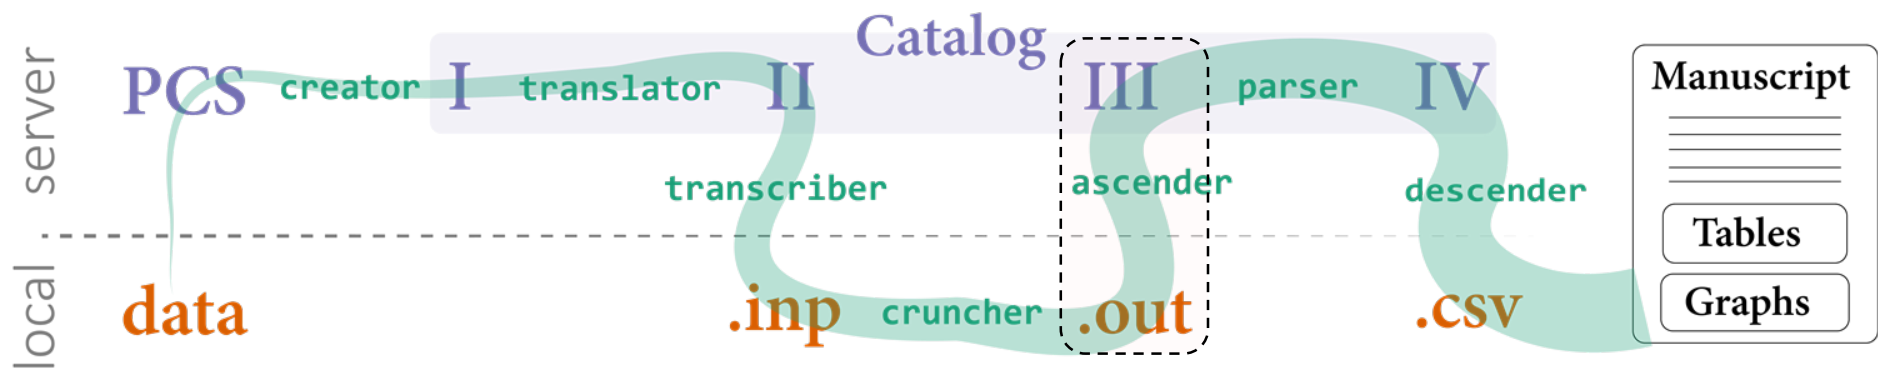 Catalog
server
PCS creator I translator II III parser IV
transcriber ascender descender
local
data .inp cruncher .out .csv
Manuscript
Tables
Graphs